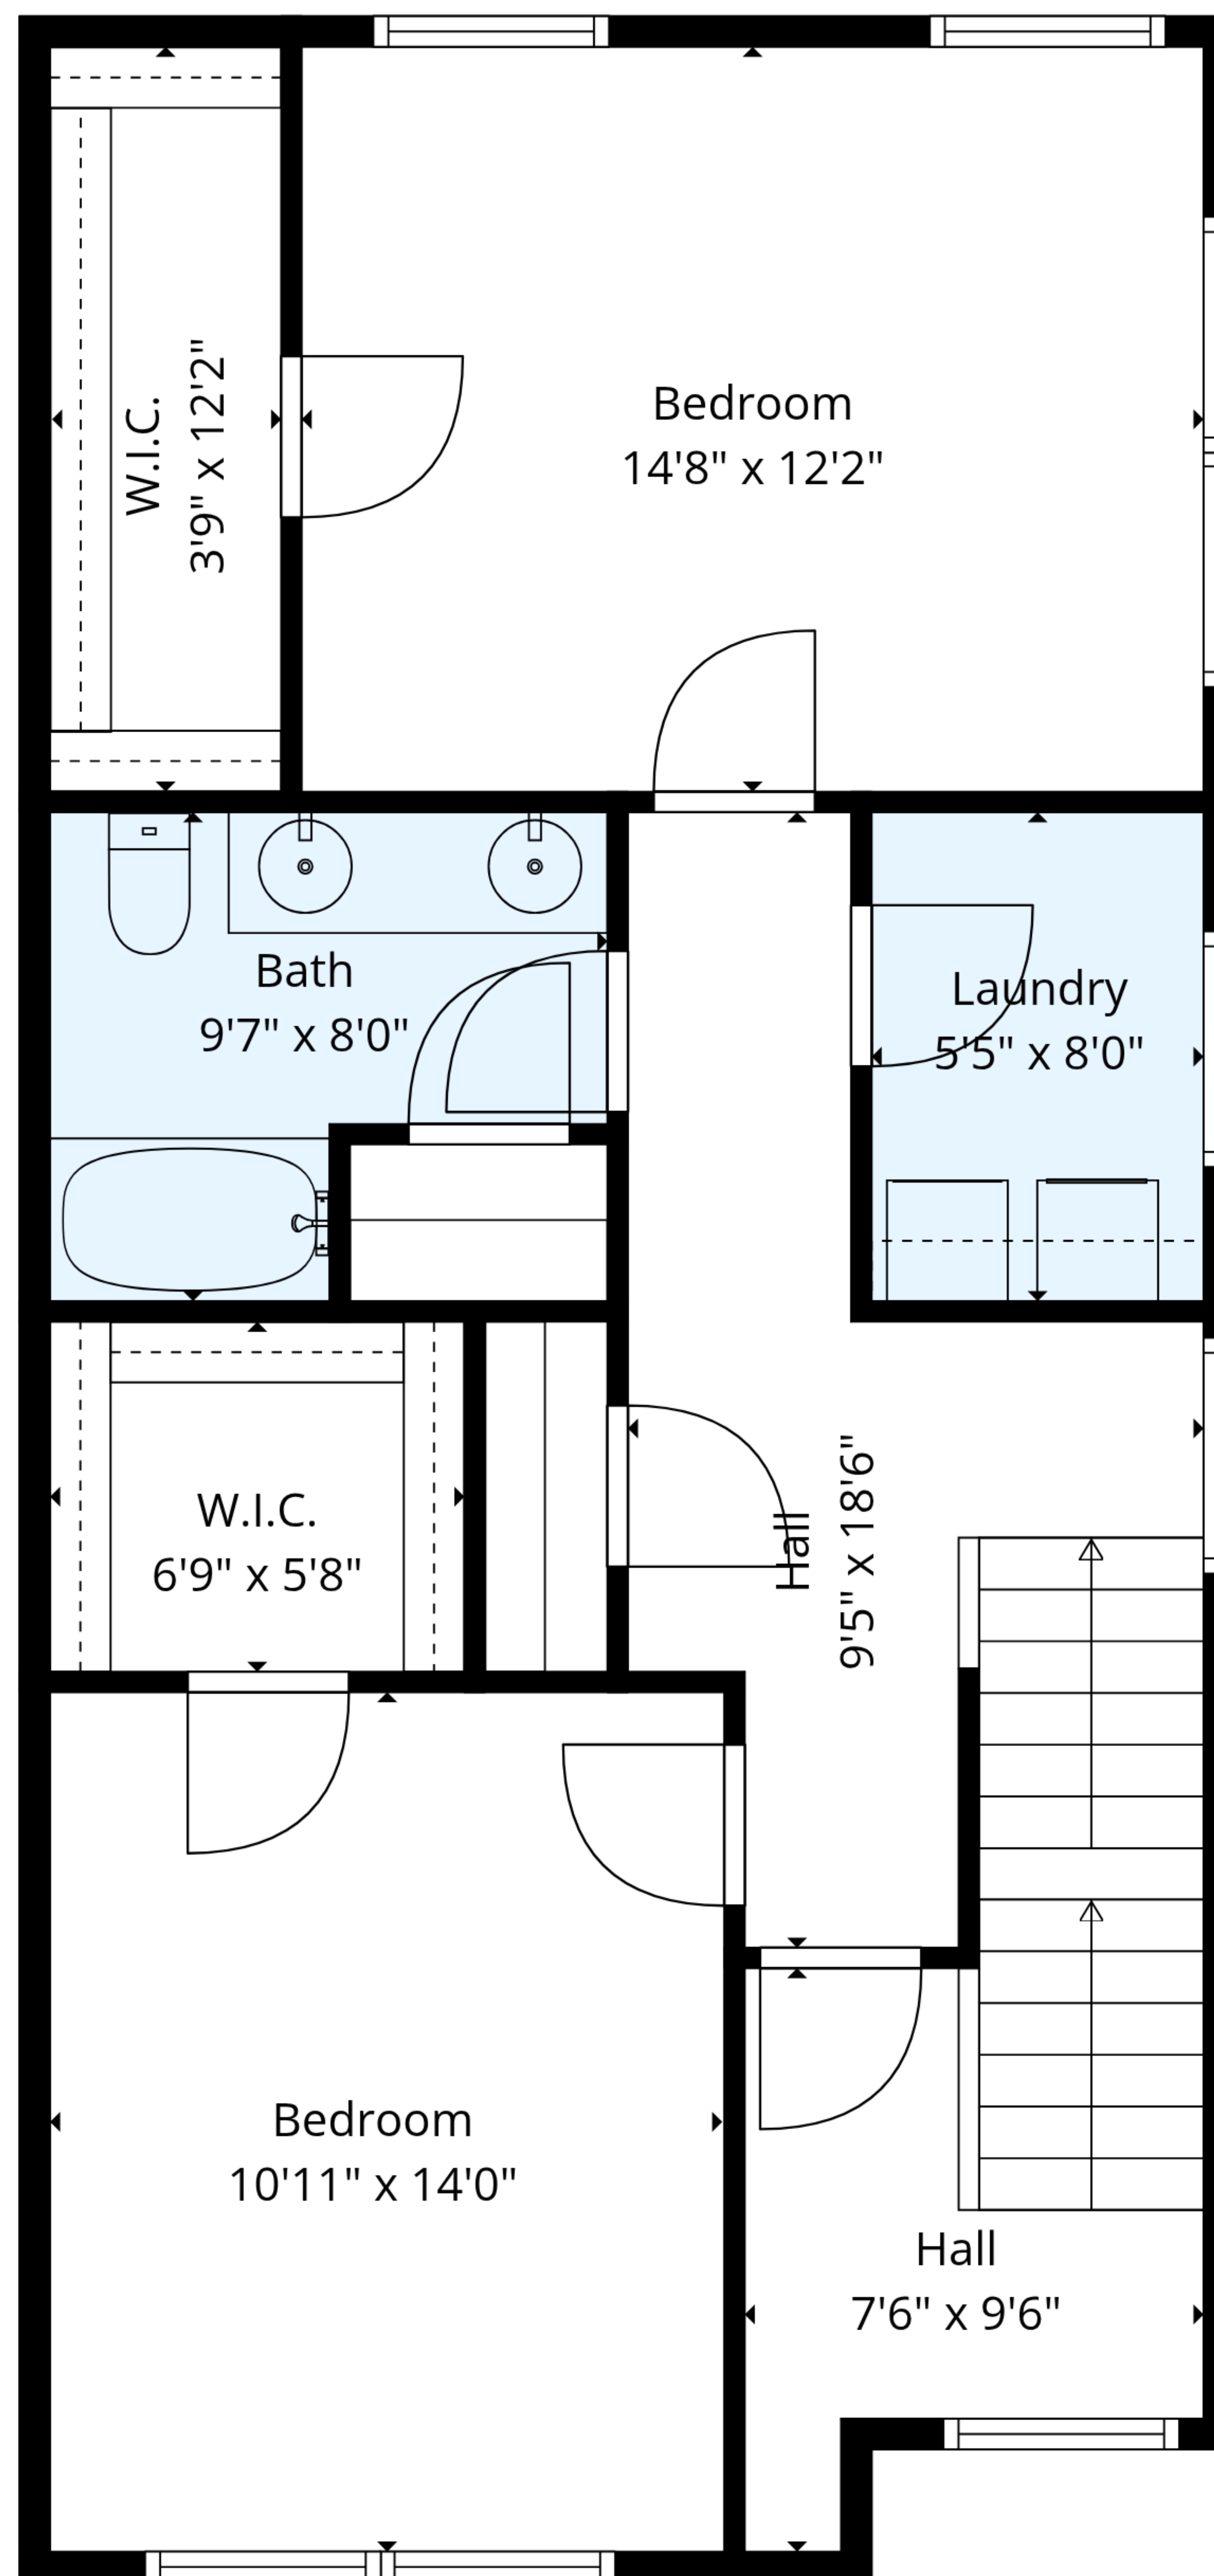 W.I.C.
3'9" x 12'2"
Bedroom
14'8" x 12'2"
Bath
9'7" x 8'0"
Laundry
5'5" x 8'0"
W.I.C.
6'9" x 5'8"
Hall
9'5" x 18'6"
Bedroom
10'11" x 14'0"
Hall
7'6" x 9'6"